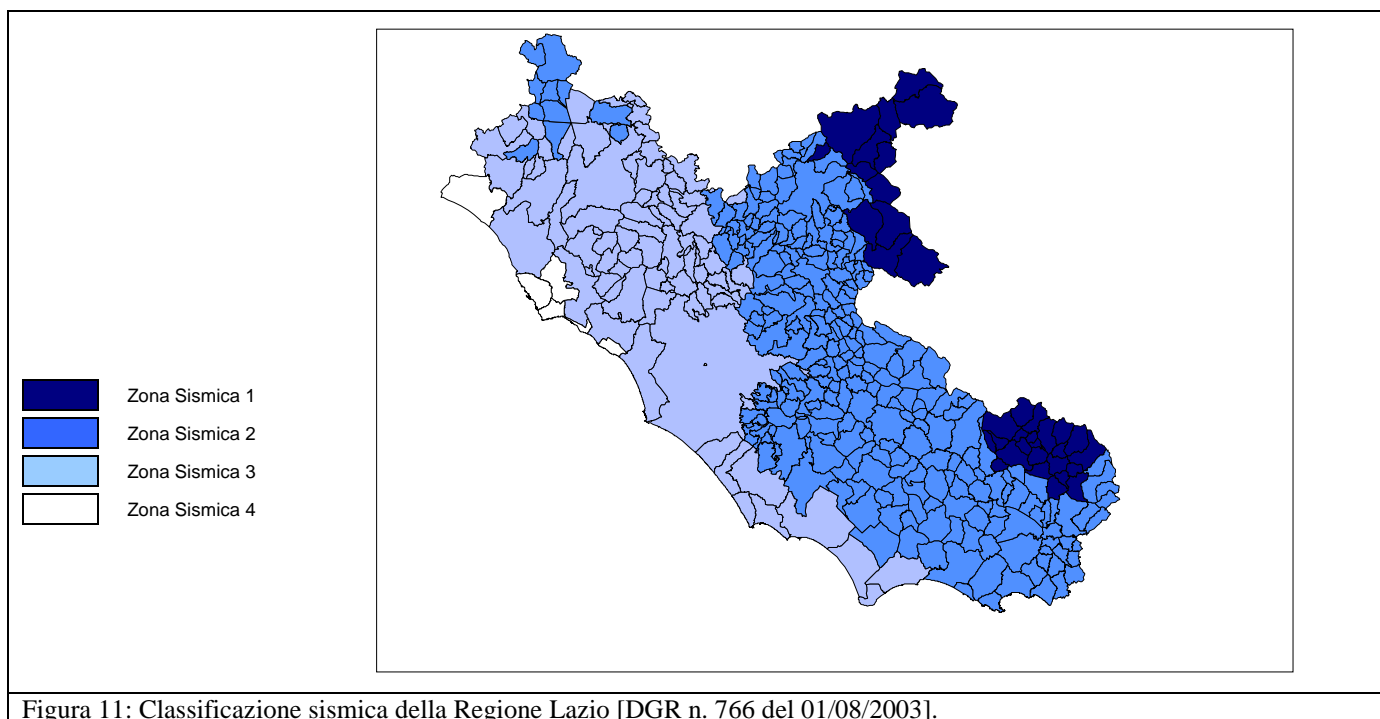 Zona Sismica 1
Zona Sismica 2
Zona Sismica 3
Zona Sismica 4
Figura 11: Classificazione sismica della Regione Lazio [DGR n. 766 del 01/08/2003].